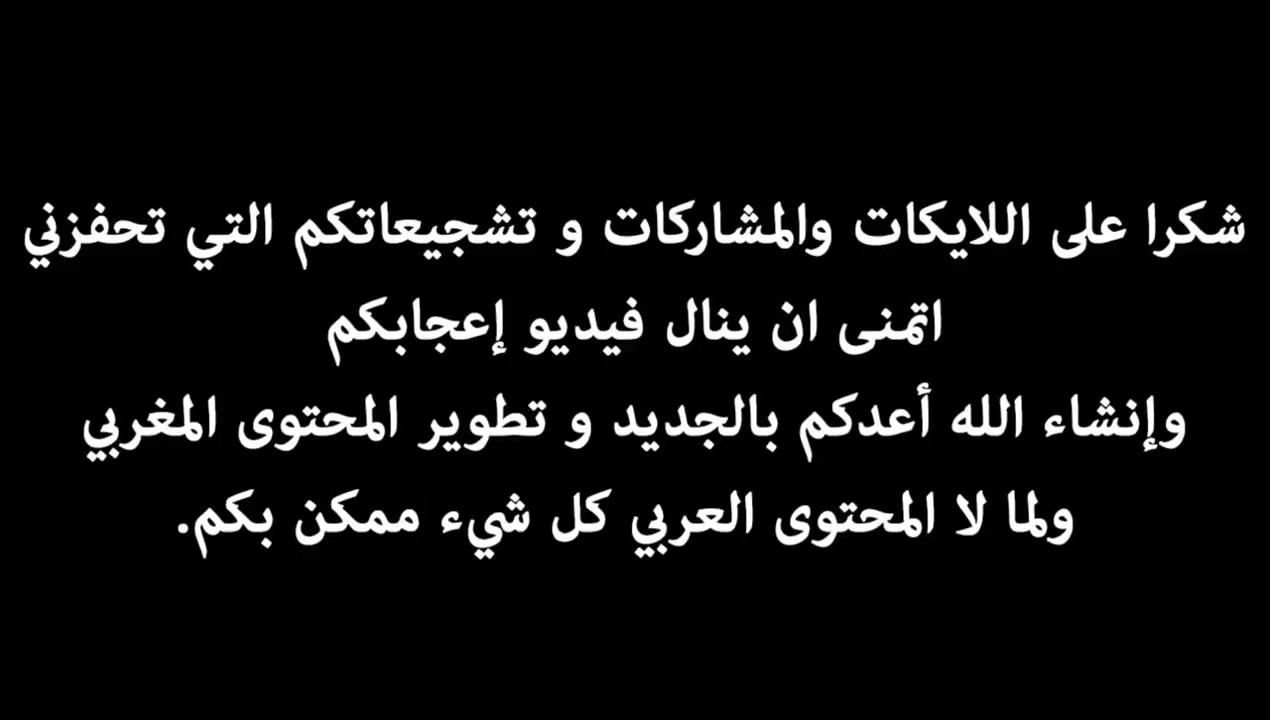 شكرا على اللايكات والمشاركات و تشجيعاتكم التي تحفزني
اتمنى ان ينال فيديو إعجابكم
وإنشاء الله أعدكم بالجديد و تطوير المحتوى المغربي
ولما لا المحتوى العربي كل شيء ممكن بكم.